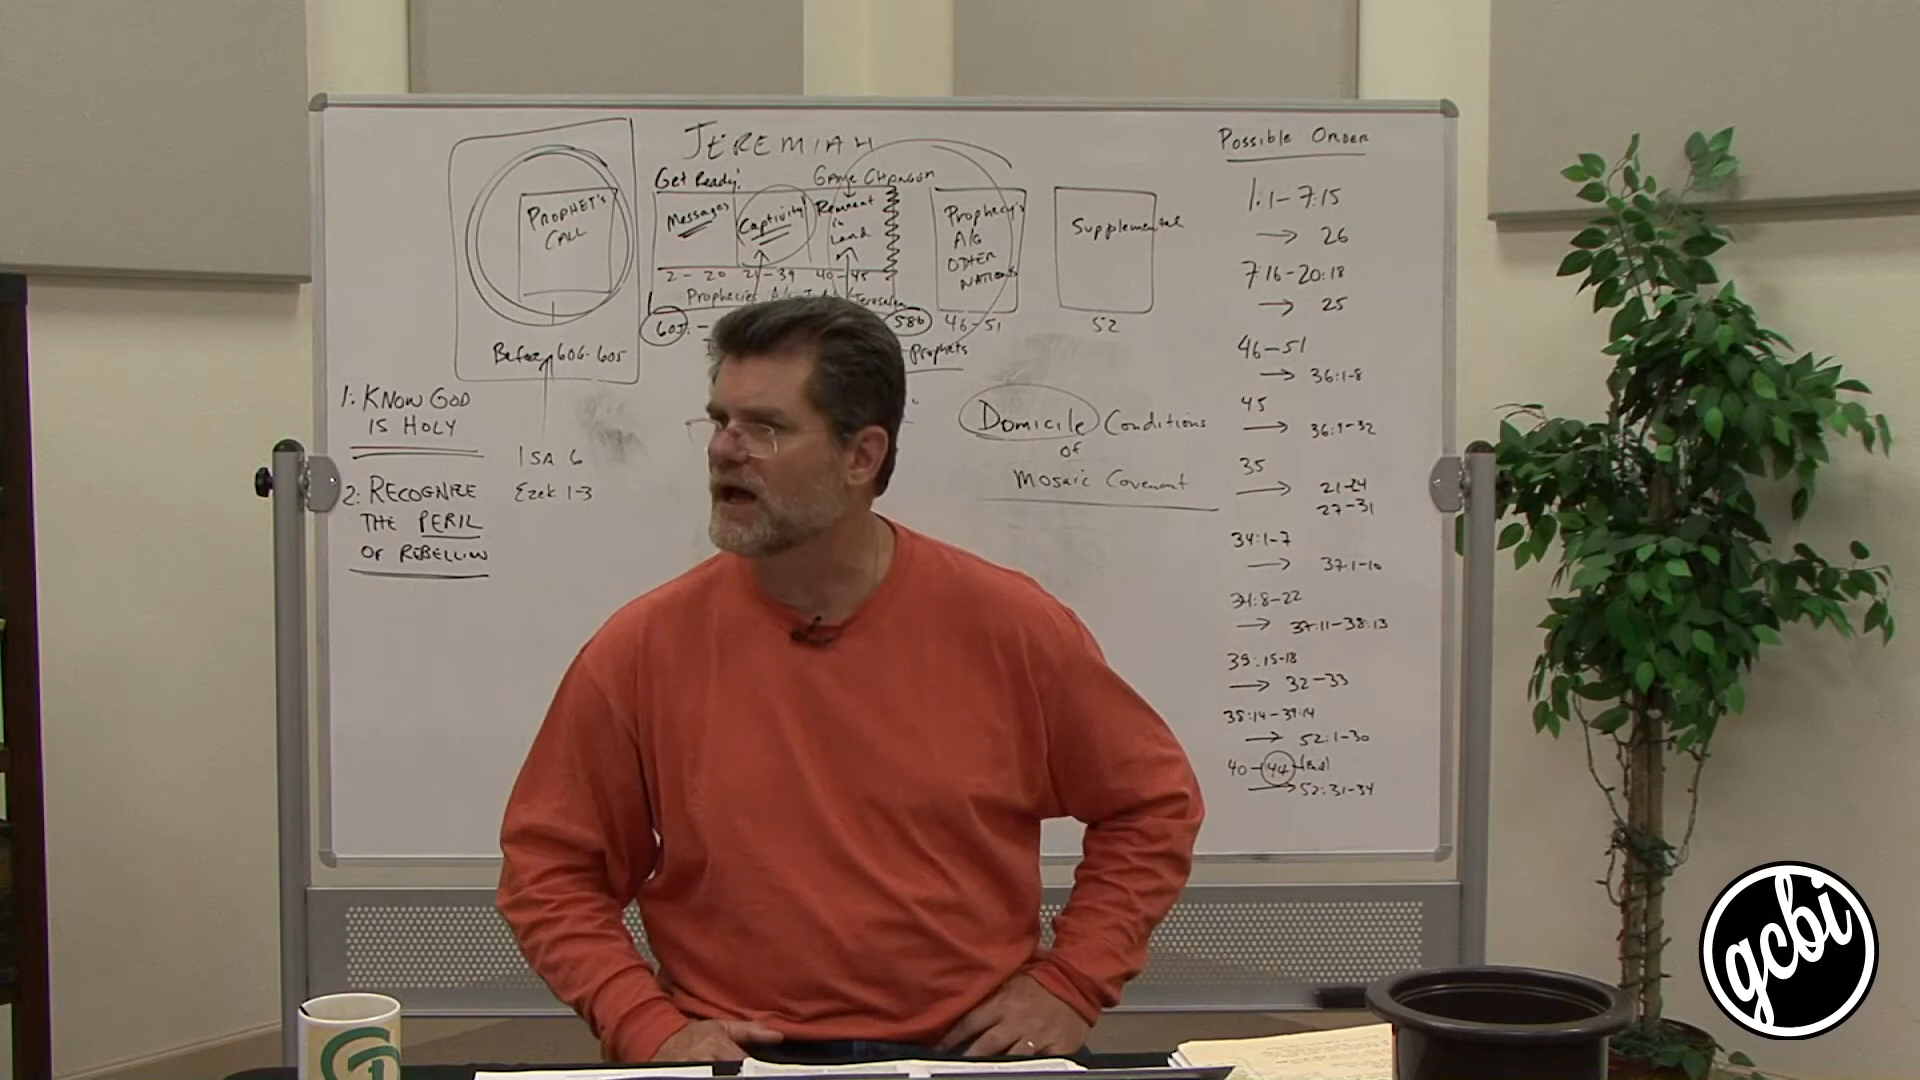 JEREMIAH
Get Ready!
Game Changer
PROPHET'S
CALL
Messages
Captivity!
Remnant
in
Land
Prophecy's
A/G
OTHER
NATIONS
Supplemental
2 - 20
21 - 39
40 - 45
Prophecies A/G
605
586
46 - 51
52
Prophets
Before 606-605
1: KNOW GOD
IS HOLY
ISA 6
Ezek 1-3
2: RECOGNIZE
THE PERIL
OF REBELLION
Domicile Conditions
of
Mosaic Covenant
Possible Order
1:1 - 7:15
→ 26
7:16 - 20:18
→ 25
46 - 51
→ 36:1-8
45
→ 36:9-32
35
→ 21-24
27-31
34:1-7
→ 37:1-10
34:8-22
→ 37:11-38:13
39:15-18
→ 32-33
38:14-39:14
→ 52:1-30
40-44 (End)
→ 52:31-34
gcbi